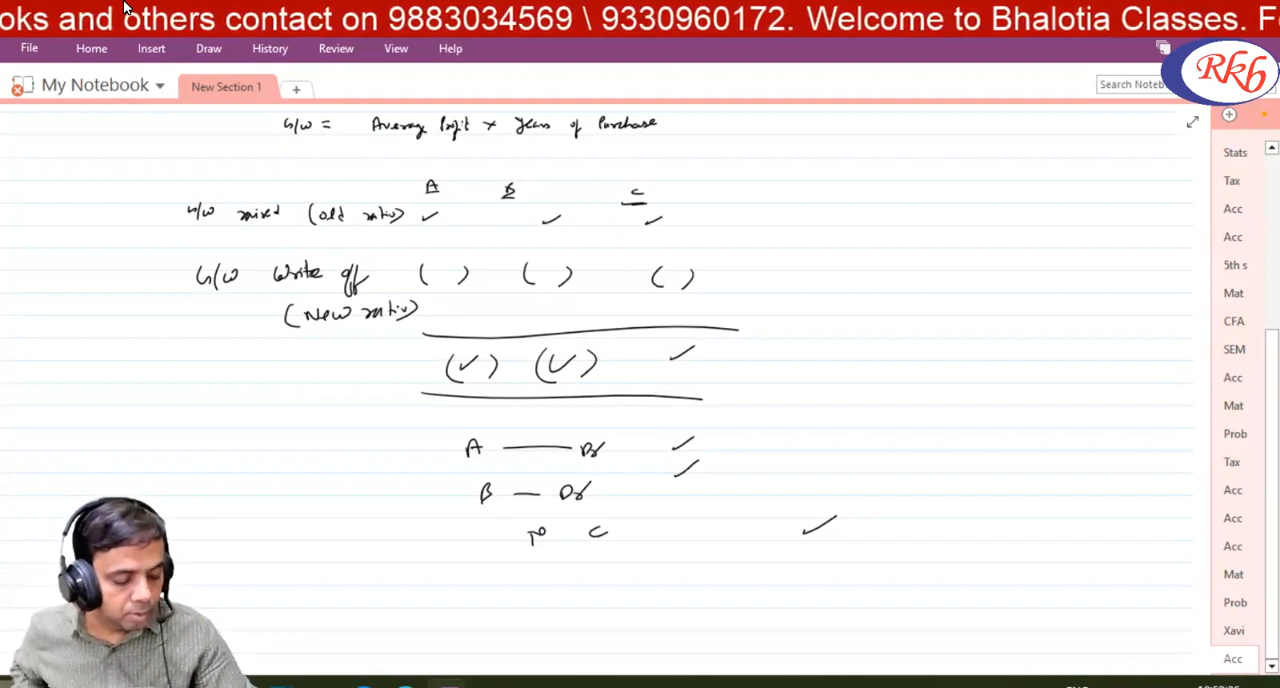 oks and others contact on 9883034569 \ 9330960172. Welcome to Bhalotia Classes. F
File Home Insert Draw History Review View Help
Rkb
My Notebook New Section 1 + Search Noteb
G/W = Average Profit × Years of Purchase
A B C
G/W raised (old ratio) ✓ ✓ ✓
G/W Write off ( ) ( ) ( )
(New ratio)
(✓) (✓) ✓
A — Dr ✓
B — Dr ✓
To C ✓
Stats
Tax
Acc
Acc
5th s
Mat
CFA
SEM
Acc
Mat
Prob
Tax
Acc
Acc
Acc
Mat
Prob
Xavi
Acc